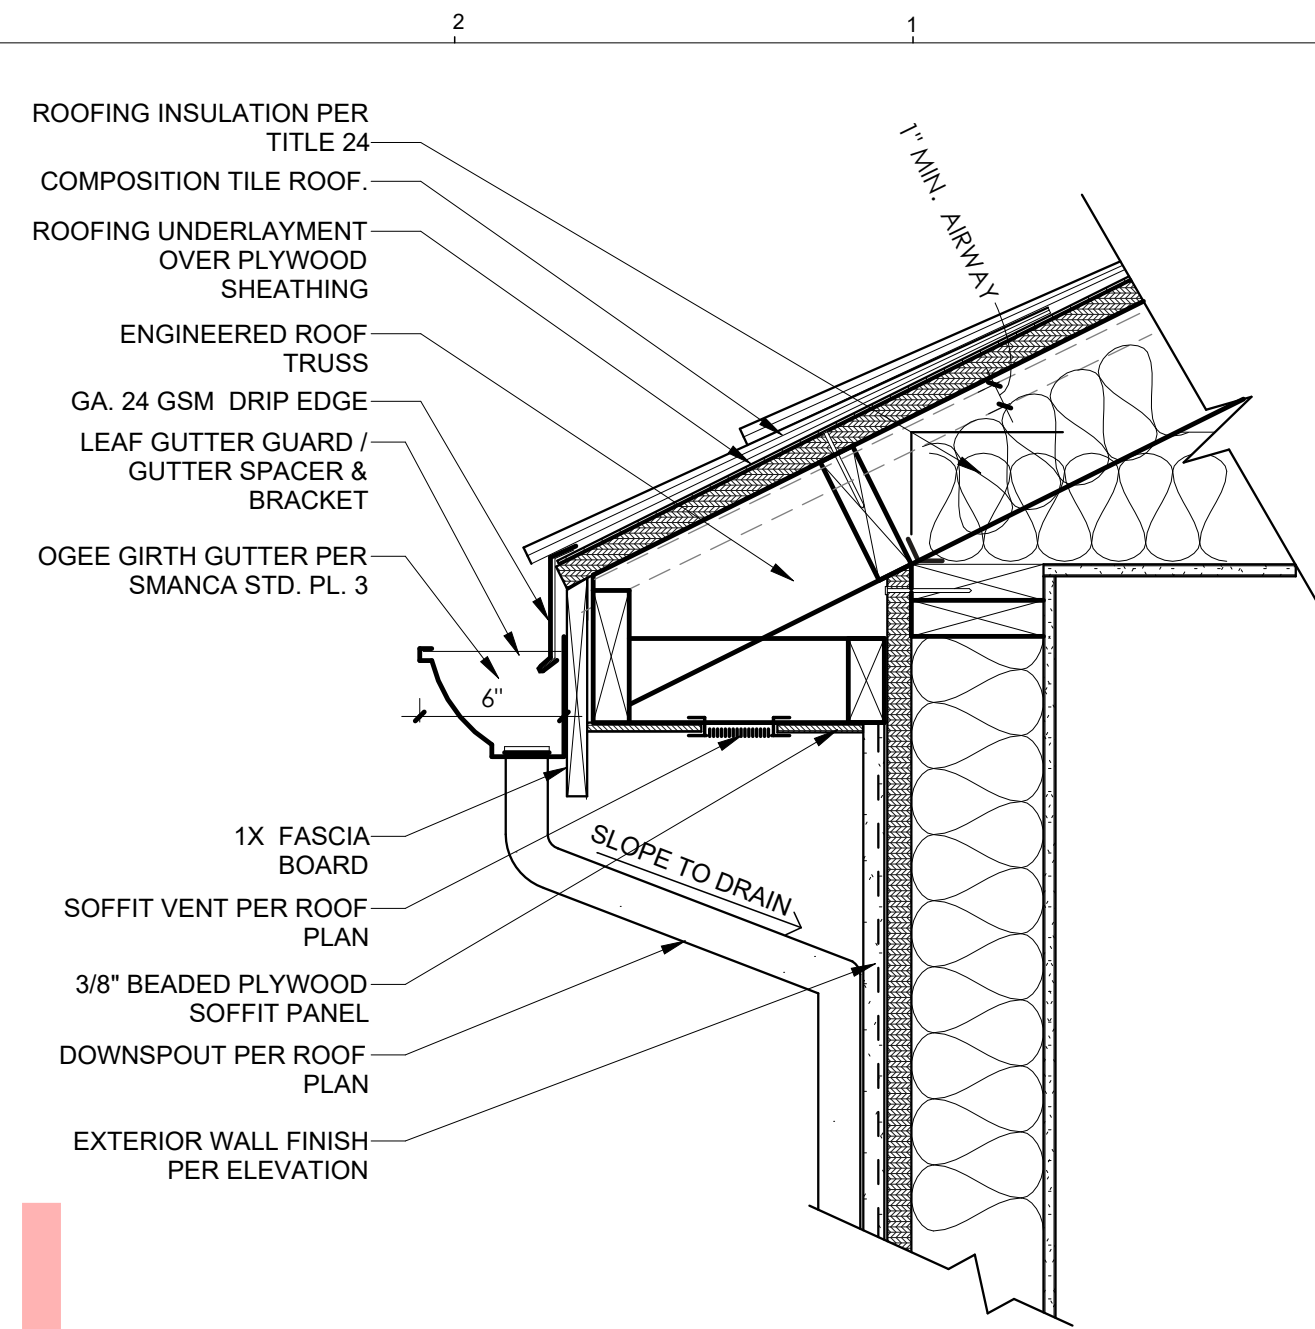 2
1
ROOFING INSULATION PER
TITLE 24
COMPOSITION TILE ROOF.
ROOFING UNDERLAYMENT
OVER PLYWOOD
SHEATHING
ENGINEERED ROOF
TRUSS
GA. 24 GSM DRIP EDGE
LEAF GUTTER GUARD /
GUTTER SPACER &
BRACKET
OGEE GIRTH GUTTER PER
SMANCA STD. PL. 3
1" MIN. AIRWAY
6"
1X FASCIA
BOARD
SOFFIT VENT PER ROOF
PLAN
3/8" BEADED PLYWOOD
SOFFIT PANEL
DOWNSPOUT PER ROOF
PLAN
EXTERIOR WALL FINISH
PER ELEVATION
SLOPE TO DRAIN